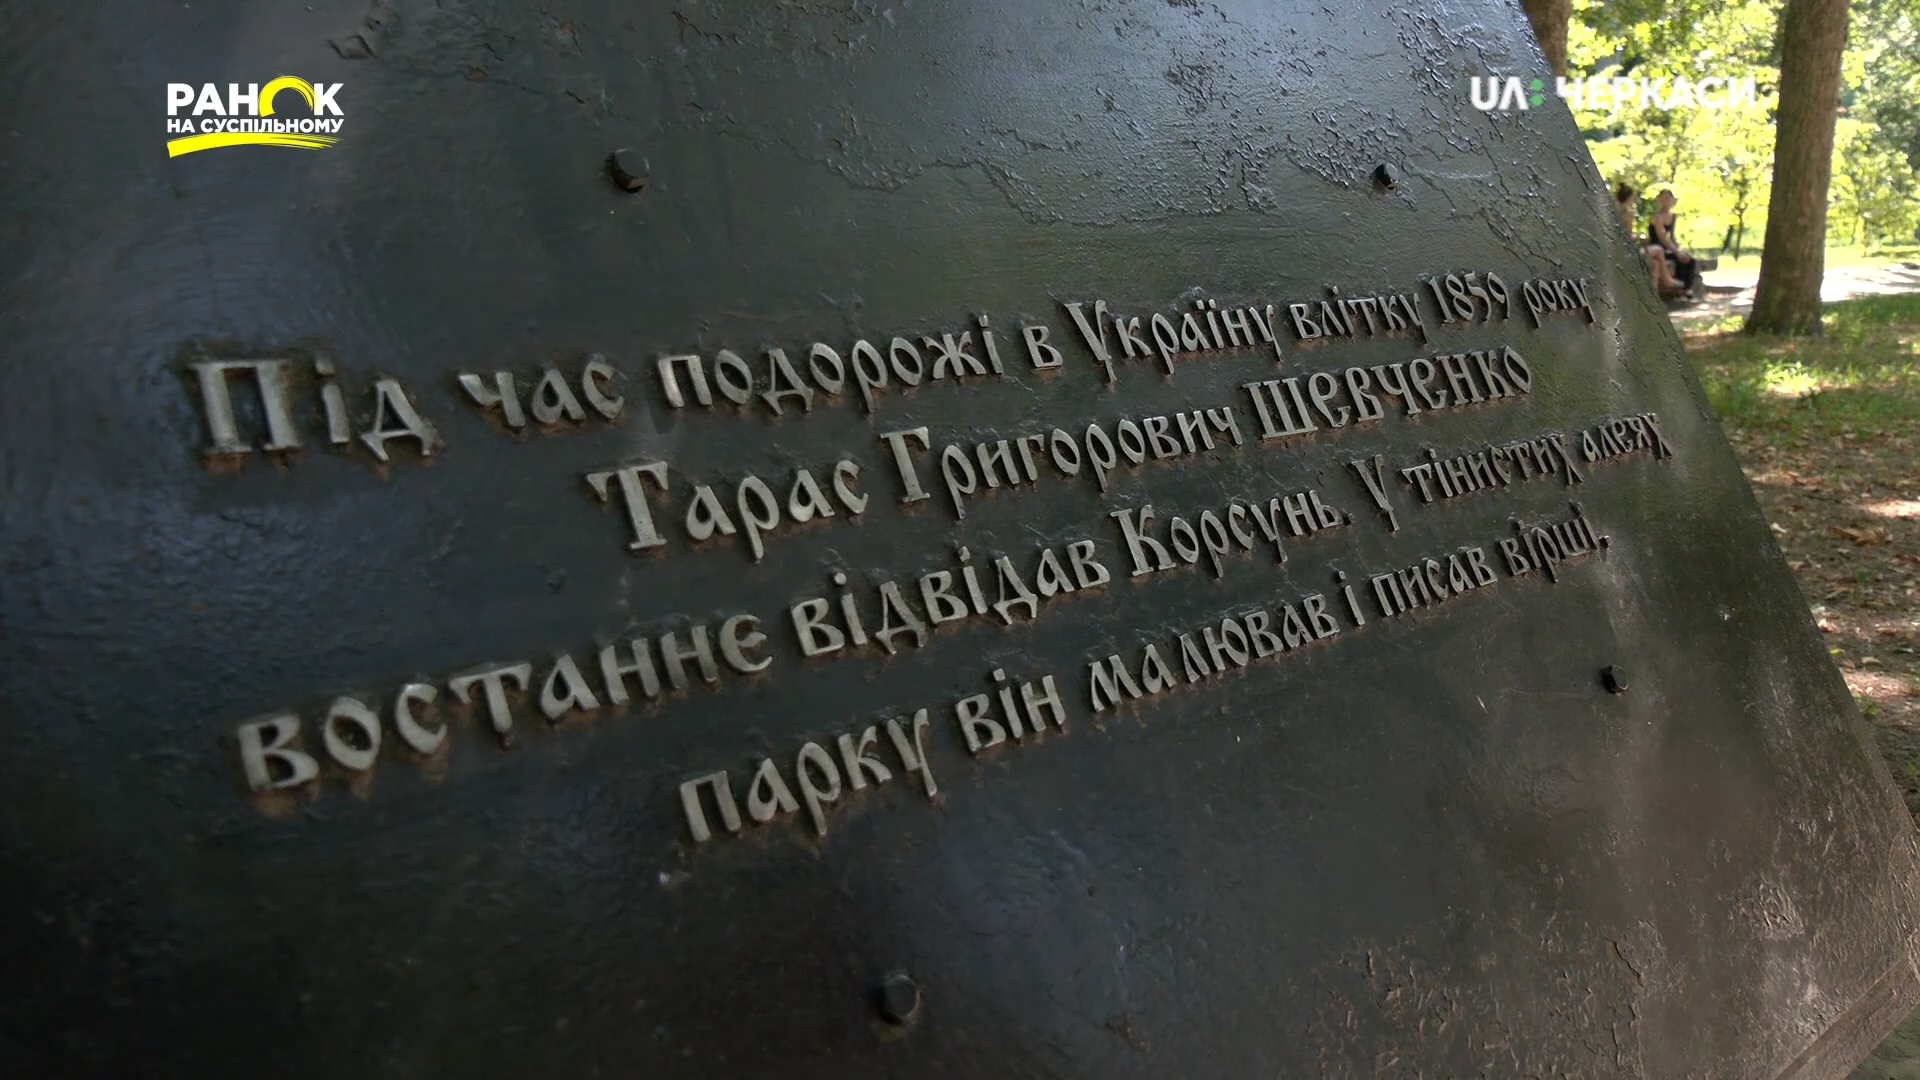 РАНОК
НА СУСПІЛЬНОМУ
UA: ЧЕРКАСИ
Під час подорожі в Україну влітку 1859 року
Тарас Григорович Шевченко
востаннє відвідав Корсунь. У тінистих алеях
парку він малював і писав вірші.